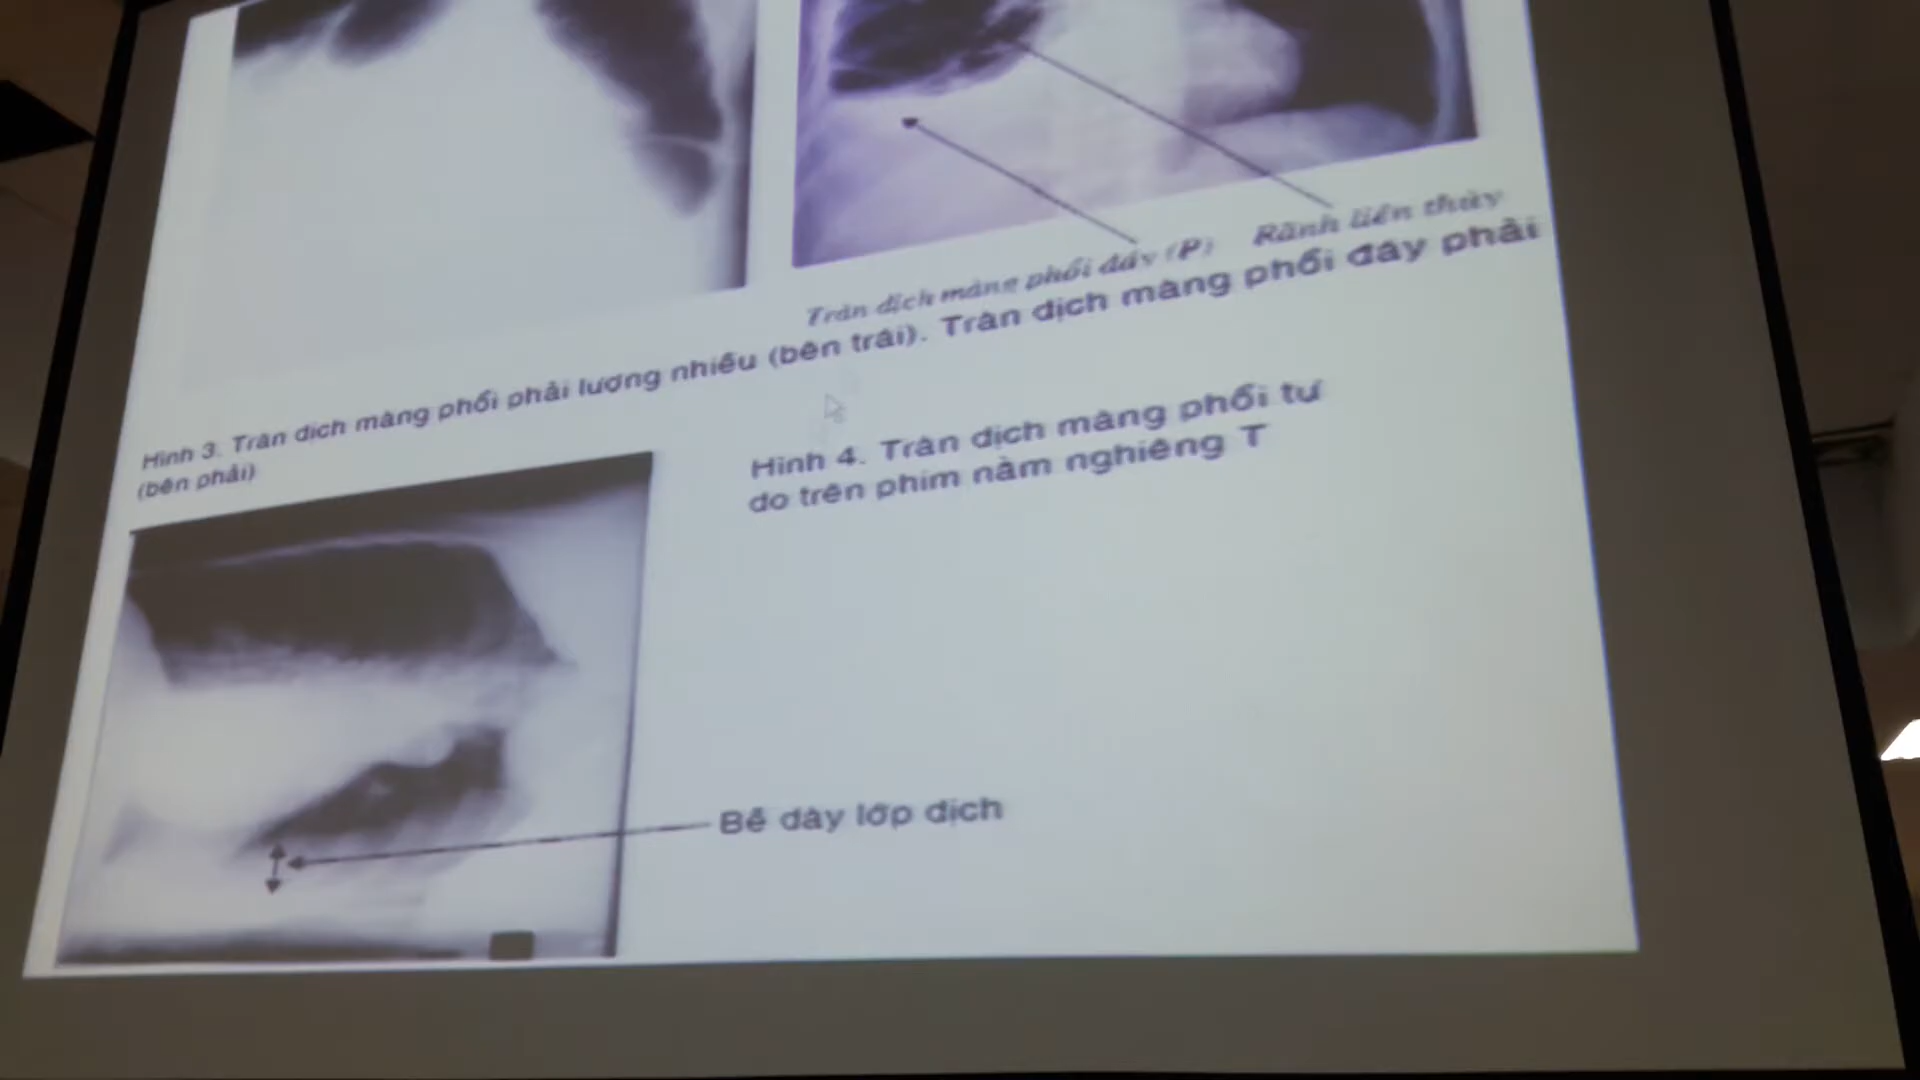 Tràn dịch màng phổi đáy (P) Rãnh liên thùy
Hình 3. Tràn dịch màng phổi phải lượng nhiều (bên trái). Tràn dịch màng phổi đáy phải
(bên phải)
Hình 4. Tràn dịch màng phổi tự
do trên phim nằm nghiêng T
Bề dày lớp dịch